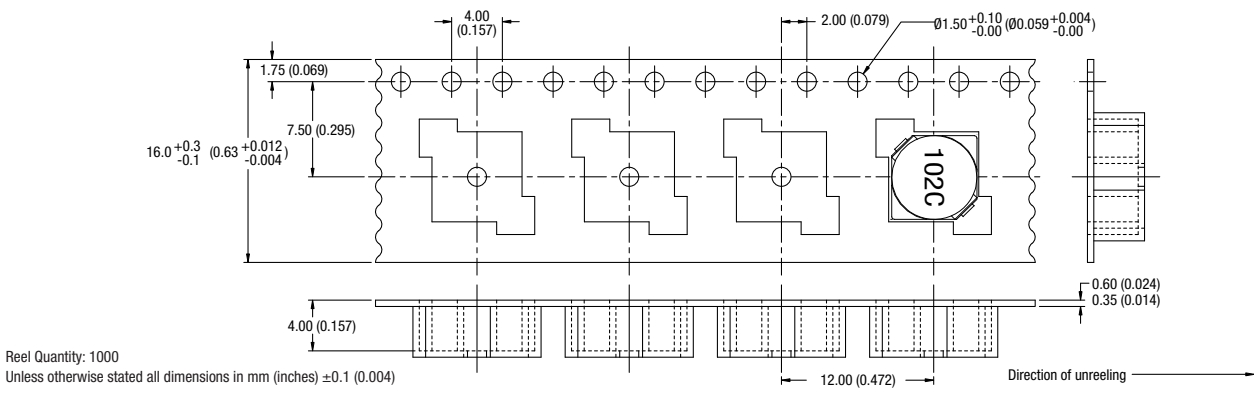 4.00
(0.157)
2.00 (0.079)
Ø1.50 +0.10 -0.00 (Ø0.059 +0.004 -0.00)
1.75 (0.069)
7.50 (0.295)
16.0 +0.3 -0.1 (0.63 +0.012 -0.004)
102C
0.60 (0.024)
0.35 (0.014)
4.00 (0.157)
12.00 (0.472)
Direction of unreeling
Reel Quantity: 1000
Unless otherwise stated all dimensions in mm (inches) ±0.1 (0.004)